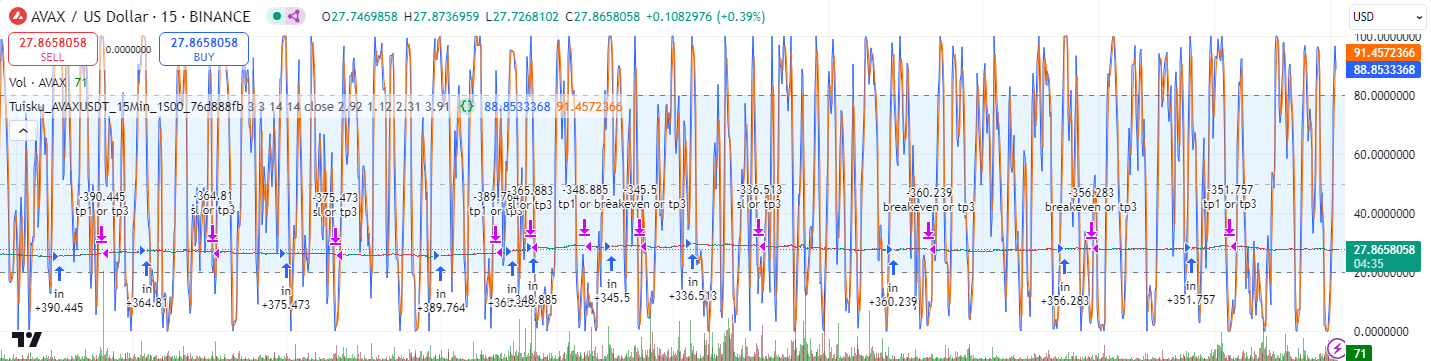 AVAX / US Dollar · 15 · BINANCE O27.7469858 H27.8736959 L27.7268102 C27.8658058 +0.1082976 (+0.39%)
USD
27.8658058
SELL
0.0000000
27.8658058
BUY
Vol · AVAX 71
Tuisku_AVAXUSDT_15Min_1S00_76d888fb 3 3 14 14 close 2.92 1.12 2.31 3.91 {} 88.8533368 91.4572366
100.0000000
91.4572366
88.8533368
80.0000000
60.0000000
40.0000000
27.8658058
04:35
20.0000000
0.0000000
71
-390.445
tp1 or tp3
-364.81
sl or tp3
-375.473
sl or tp3
-389.764
tp1 or tp3
-365.883
sl or tp3
-348.885
tp1 or
-345.5
breakeven or tp3
-336.513
sl or tp3
-360.239
breakeven or tp3
-356.283
breakeven or tp3
-351.757
tp1 or tp3
in
+390.445
in
+364.81
in
+375.473
in
+389.764
in
in
+348.885
in
+345.5
in
+336.513
in
+360.239
in
+356.283
in
+351.757